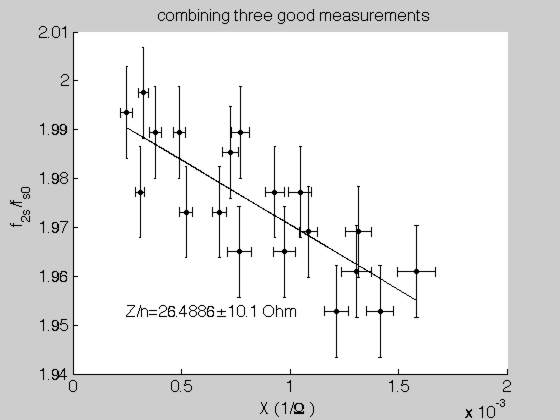 combining three good measurements
2.01
2
1.99
1.98
1.97
1.96
1.95
1.94
f2s/fs0
Z/n=26.4886±10.1 Ohm
0
0.5
1
1.5
2
X (1/Ω)
x 10^-3